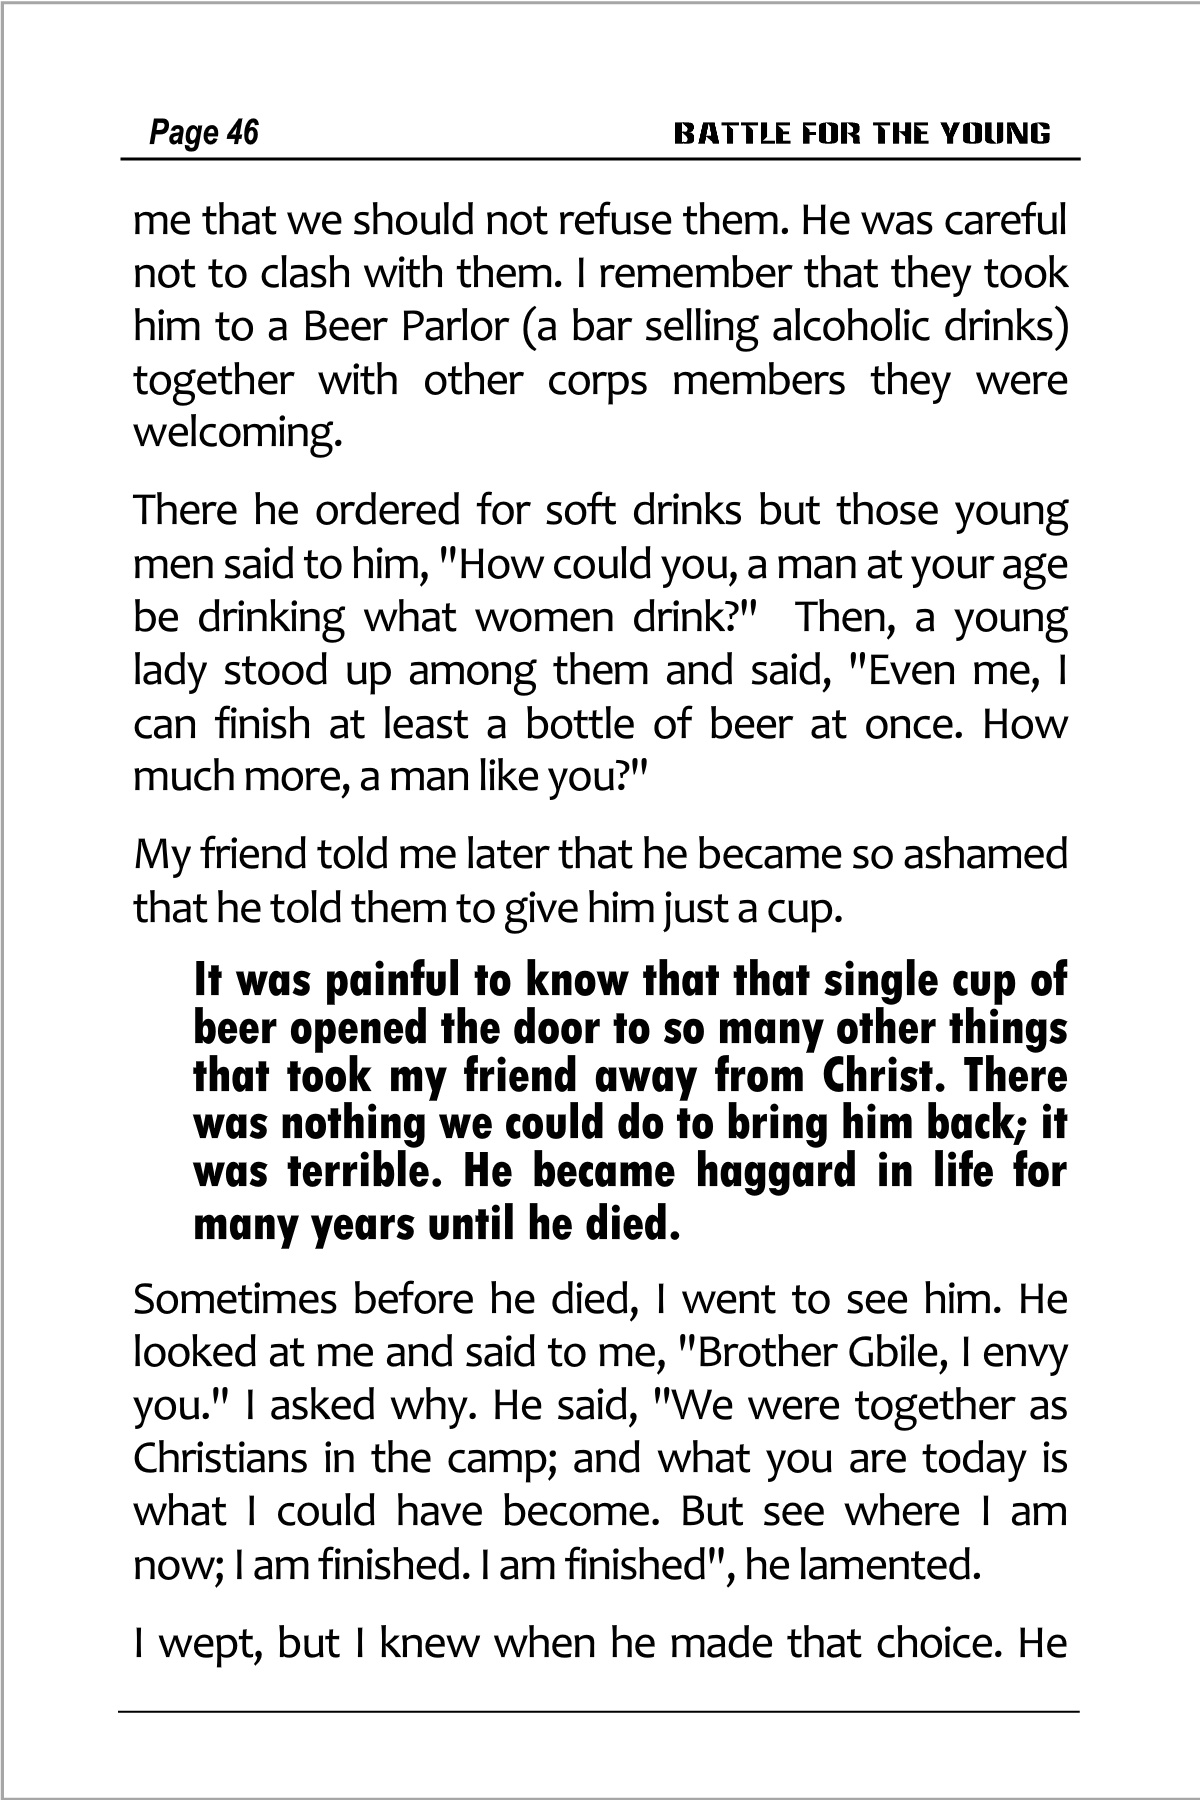 Page 46 BATTLE FOR THE YOUNG
me that we should not refuse them. He was careful
not to clash with them. I remember that they took
him to a Beer Parlor (a bar selling alcoholic drinks)
together with other corps members they were
welcoming.
There he ordered for soft drinks but those young
men said to him, "How could you, a man at your age
be drinking what women drink?" Then, a young
lady stood up among them and said, "Even me, I
can finish at least a bottle of beer at once. How
much more, a man like you?"
My friend told me later that he became so ashamed
that he told them to give him just a cup.
It was painful to know that that single cup of
beer opened the door to so many other things
that took my friend away from Christ. There
was nothing we could do to bring him back; it
was terrible. He became haggard in life for
many years until he died.
Sometimes before he died, I went to see him. He
looked at me and said to me, "Brother Gbile, I envy
you." I asked why. He said, "We were together as
Christians in the camp; and what you are today is
what I could have become. But see where I am
now; I am finished. I am finished", he lamented.
I wept, but I knew when he made that choice. He